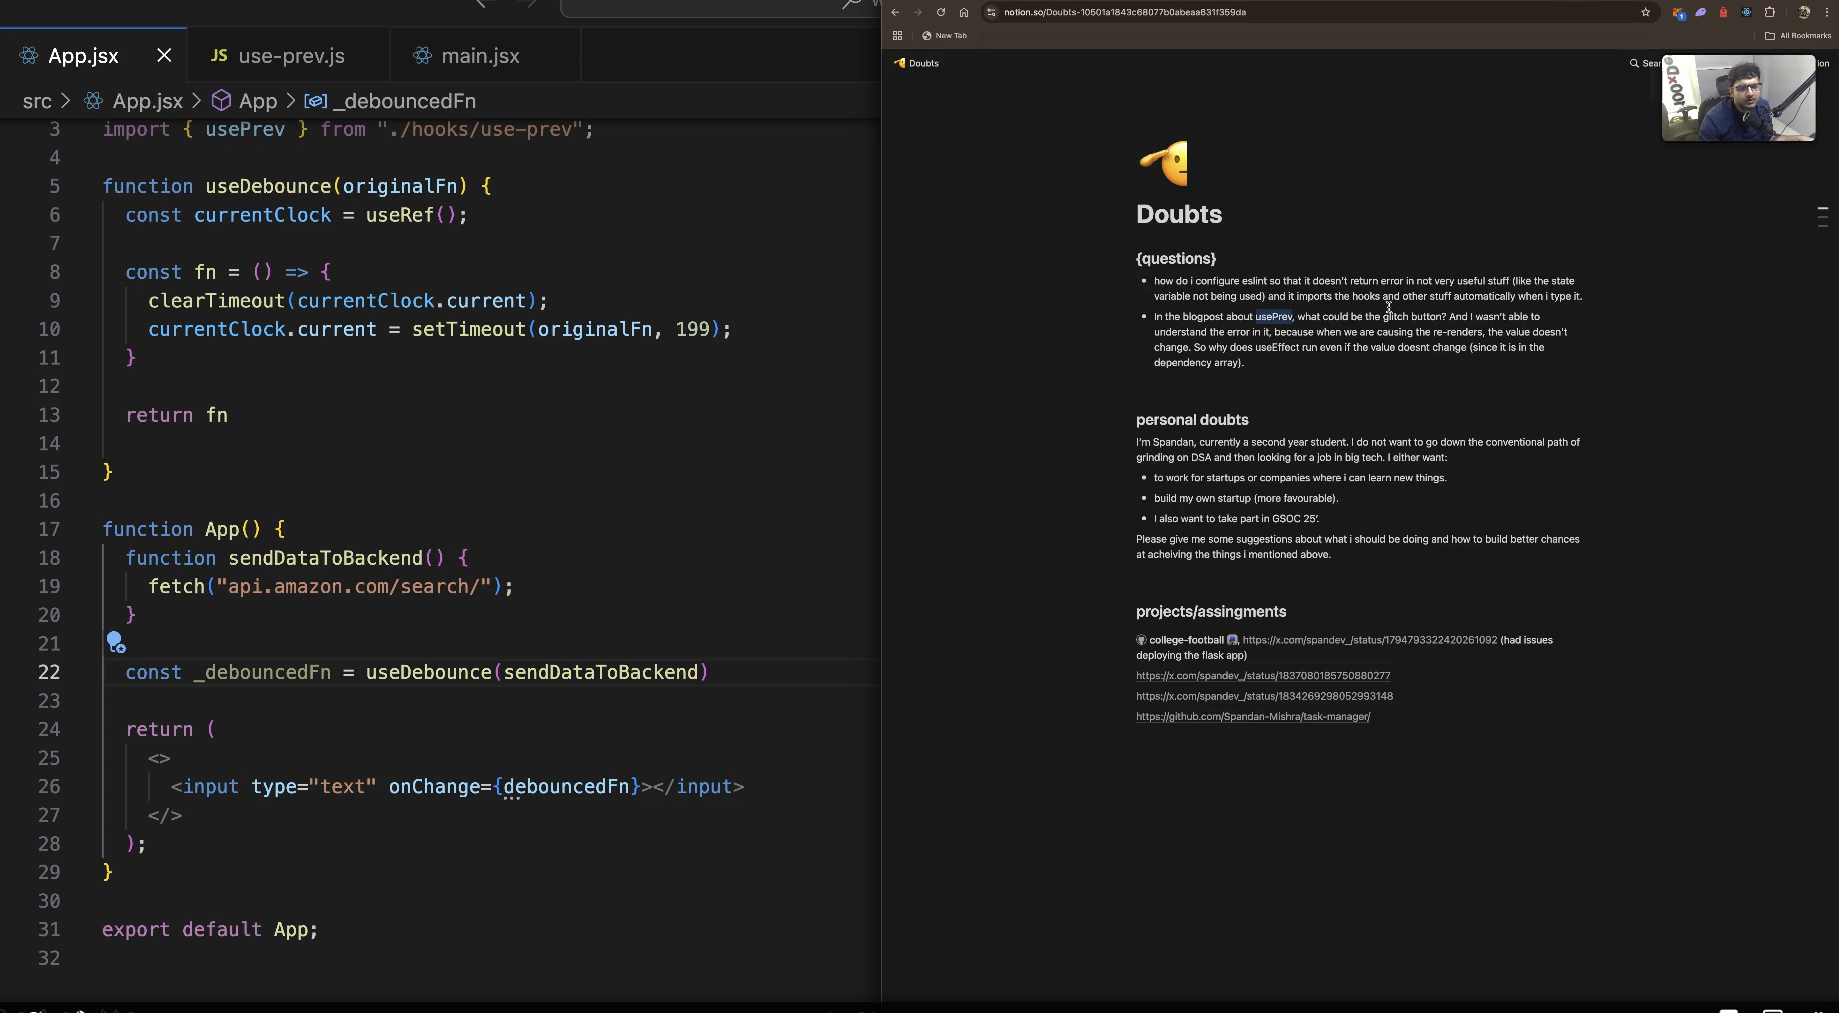 App.jsx
JS use-prev.js
main.jsx
src > App.jsx > App > _debouncedFn
3 import { usePrev } from "./hooks/use-prev";
4
5 function useDebounce(originalFn) {
6 const currentClock = useRef();
7
8 const fn = () => {
9 clearTimeout(currentClock.current);
10 currentClock.current = setTimeout(originalFn, 199);
11 }
12
13 return fn
14
15 }
16
17 function App() {
18 function sendDataToBackend() {
19 fetch("api.amazon.com/search/");
20 }
21
22 const _debouncedFn = useDebounce(sendDataToBackend)
23
24 return (
25 <>
26 <input type="text" onChange={debouncedFn}></input>
27 </>
28 );
29 }
30
31 export default App;
32
notion.so/Doubts-10501a1843c68077b0abeaa631f359da
New Tab
All Bookmarks
Doubts
Sear
ion
Doubts
{questions}
• how do i configure eslint so that it doesn't return error in not very useful stuff (like the state
variable not being used) and it imports the hooks and other stuff automatically when i type it.
• In the blogpost about usePrev, what could be the glitch button? And I wasn't able to
understand the error in it, because when we are causing the re-renders, the value doesn't
change. So why does useEffect run even if the value doesnt change (since it is in the
dependency array).
personal doubts
I'm Spandan, currently a second year student. I do not want to go down the conventional path of
grinding on DSA and then looking for a job in big tech. I either want:
• to work for startups or companies where i can learn new things.
• build my own startup (more favourable).
• I also want to take part in GSOC 25'.
Please give me some suggestions about what i should be doing and how to build better chances
at acheiving the things i mentioned above.
projects/assingments
college-football, https://x.com/spandev_/status/1794793322420261092 (had issues
deploying the flask app)
https://x.com/spandev_/status/1837080185750880277
https://x.com/spandev_/status/1834269298052993148
https://github.com/Spandan-Mishra/task-manager/